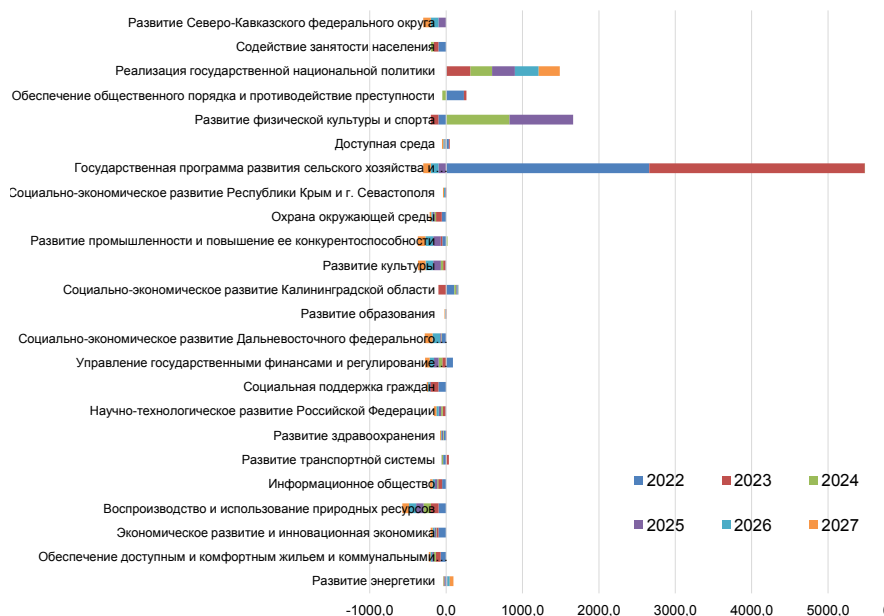 Развитие Северо-Кавказского федерального округа
Содействие занятости населения
Реализация государственной национальной политики
Обеспечение общественного порядка и противодействие преступности
Развитие физической культуры и спорта
Доступная среда
Государственная программа развития сельского хозяйства и…
Социально-экономическое развитие Республики Крым и г. Севастополя
Охрана окружающей среды
Развитие промышленности и повышение ее конкурентоспособности
Развитие культуры
Социально-экономическое развитие Калининградской области
Развитие образования
Социально-экономическое развитие Дальневосточного федерального…
Управление государственными финансами и регулирование…
Социальная поддержка граждан
Научно-технологическое развитие Российской Федерации
Развитие здравоохранения
Развитие транспортной системы
Информационное общество
Воспроизводство и использование природных ресурсов
Экономическое развитие и инновационная экономика
Обеспечение доступным и комфортным жильем и коммунальными…
Развитие энергетики
2022 2023 2024
2025 2026 2027
-1000,0 0,0 1000,0 2000,0 3000,0 4000,0 5000,0